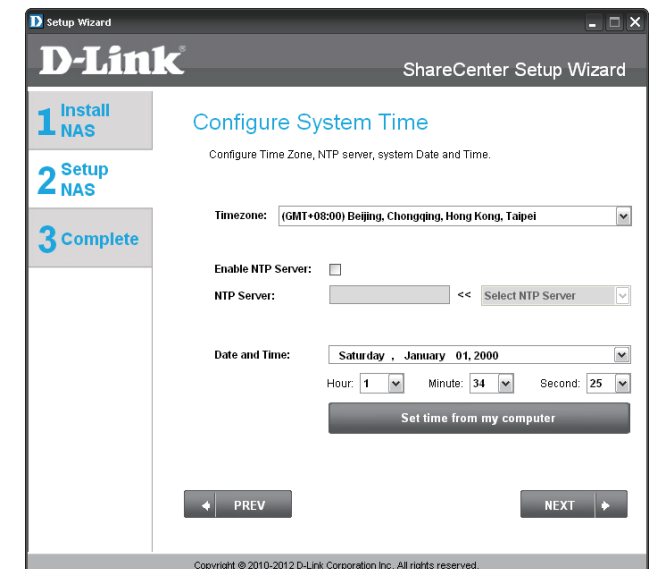 Setup Wizard
D-Link
ShareCenter Setup Wizard
1 Install NAS
2 Setup NAS
3 Complete
Configure System Time
Configure Time Zone, NTP server, system Date and Time.
Timezone: (GMT+08:00) Beijing, Chongqing, Hong Kong, Taipei
Enable NTP Server:
NTP Server: << Select NTP Server
Date and Time: Saturday , January 01, 2000
Hour: 1 Minute: 34 Second: 25
Set time from my computer
PREV
NEXT
Copyright © 2010-2012 D-Link Corporation Inc. All rights reserved.